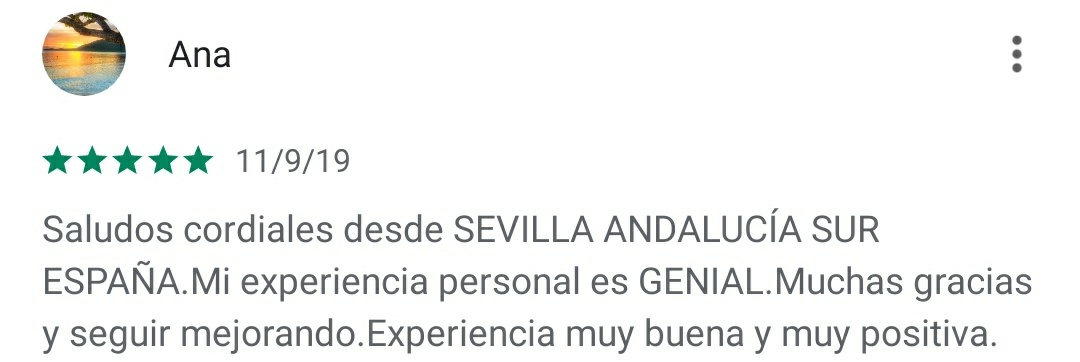 Ana
11/9/19
Saludos cordiales desde SEVILLA ANDALUCÍA SUR
ESPAÑA.Mi experiencia personal es GENIAL.Muchas gracias
y seguir mejorando.Experiencia muy buena y muy positiva.